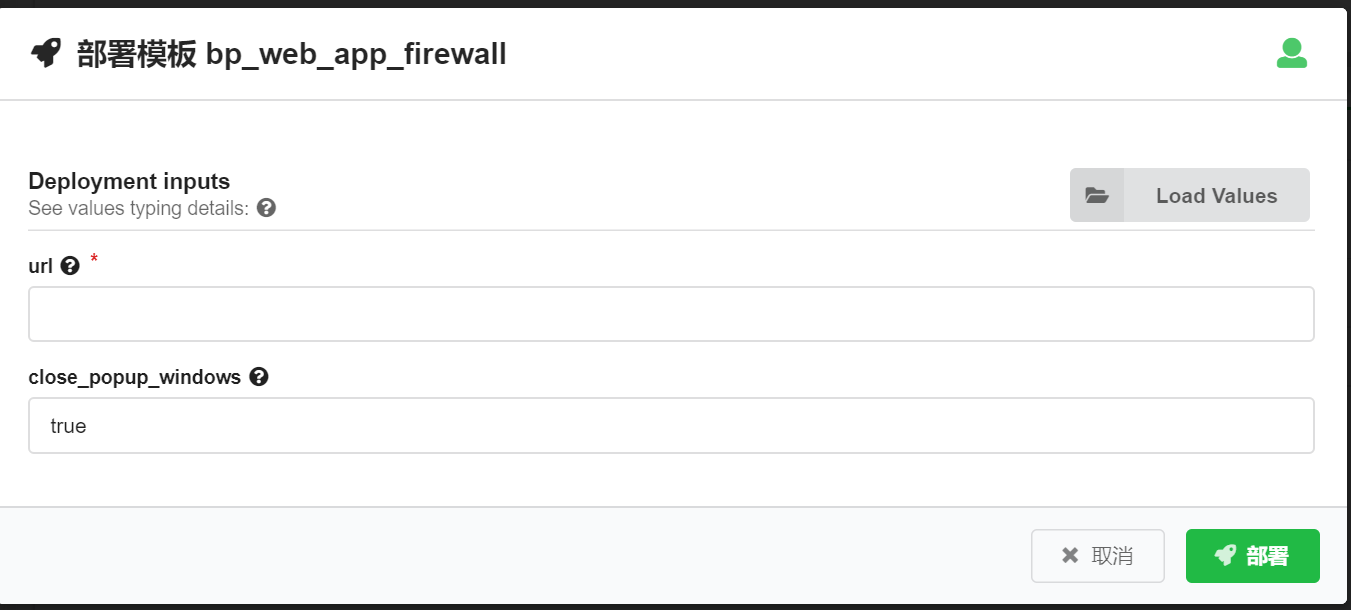 部署模板 bp_web_app_firewall
Deployment inputs
See values typing details: ?
Load Values
url ? *
close_popup_windows ?
true
取消
部署